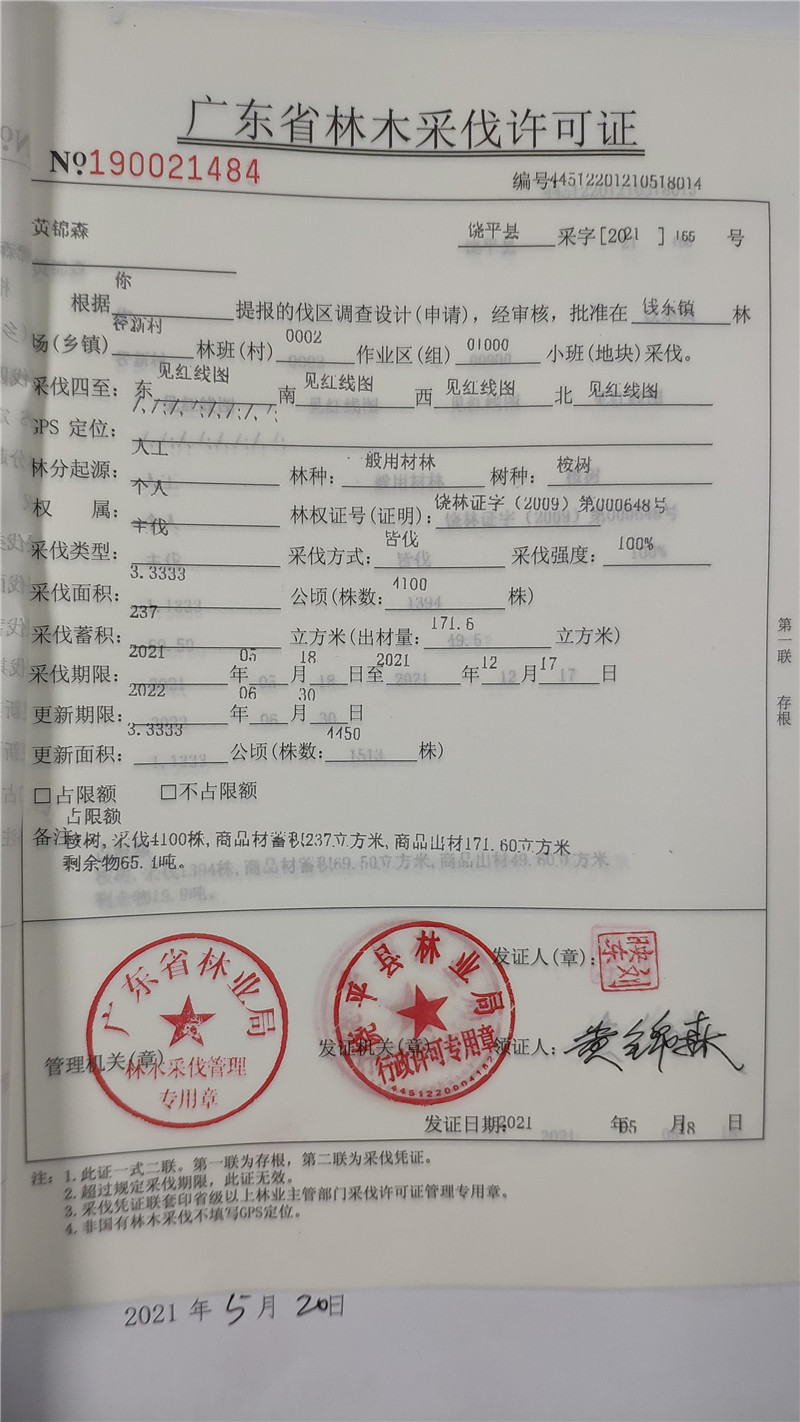 广东省林木采伐许可证
№190021484
编号44512201210518014
黄锦森
饶平县 采字[2021]165 号
根据 你 提报的伐区调查设计(申请),经审核,批准在 钱东镇 林
场(乡镇) 径新村 林班(村) 0002 作业区(组) 01000 小班(地块)采伐。
采伐四至: 东 见红线图 南 见红线图 西 见红线图 北 见红线图
GPS 定位: /./;/./;/./;/./;
林分起源: 人工 林种: 一般用材林 树种: 桉树
权 属: 个人 林权证号(证明): 饶林证字(2009)第000648号
采伐类型: 主伐 采伐方式: 皆伐 采伐强度: 100%
采伐面积: 3.3333 公顷(株数: 4100 株)
采伐蓄积: 237 立方米(出材量: 171.6 立方米)
采伐期限: 2021 年 05 月 18 日至 2021 年 12 月 17 日
更新期限: 2022 年 06 月 30 日
更新面积: 3.3333 公顷(株数: 4450 株)
□占限额 □不占限额
占限额
备注: 桉树,采伐4100株,商品材蓄积237立方米,商品出材171.60立方米
剩余物65.4吨。
第一联 存根
管理机关(章)
广东省林业局
林木采伐管理
专用章
发证机关(章)
饶平县林业局
行政许可专用章
发证人(章):
领证人: 黄锦森
发证日期: 2021 年 05 月 18 日
注: 1.此证一式二联。第一联为存根,第二联为采伐凭证。
2.超过规定采伐期限,此证无效。
3.采伐凭证联套印省级以上林业主管部门采伐许可证管理专用章。
4.非国有林木采伐不填写GPS定位。
2021 年 5 月 20日